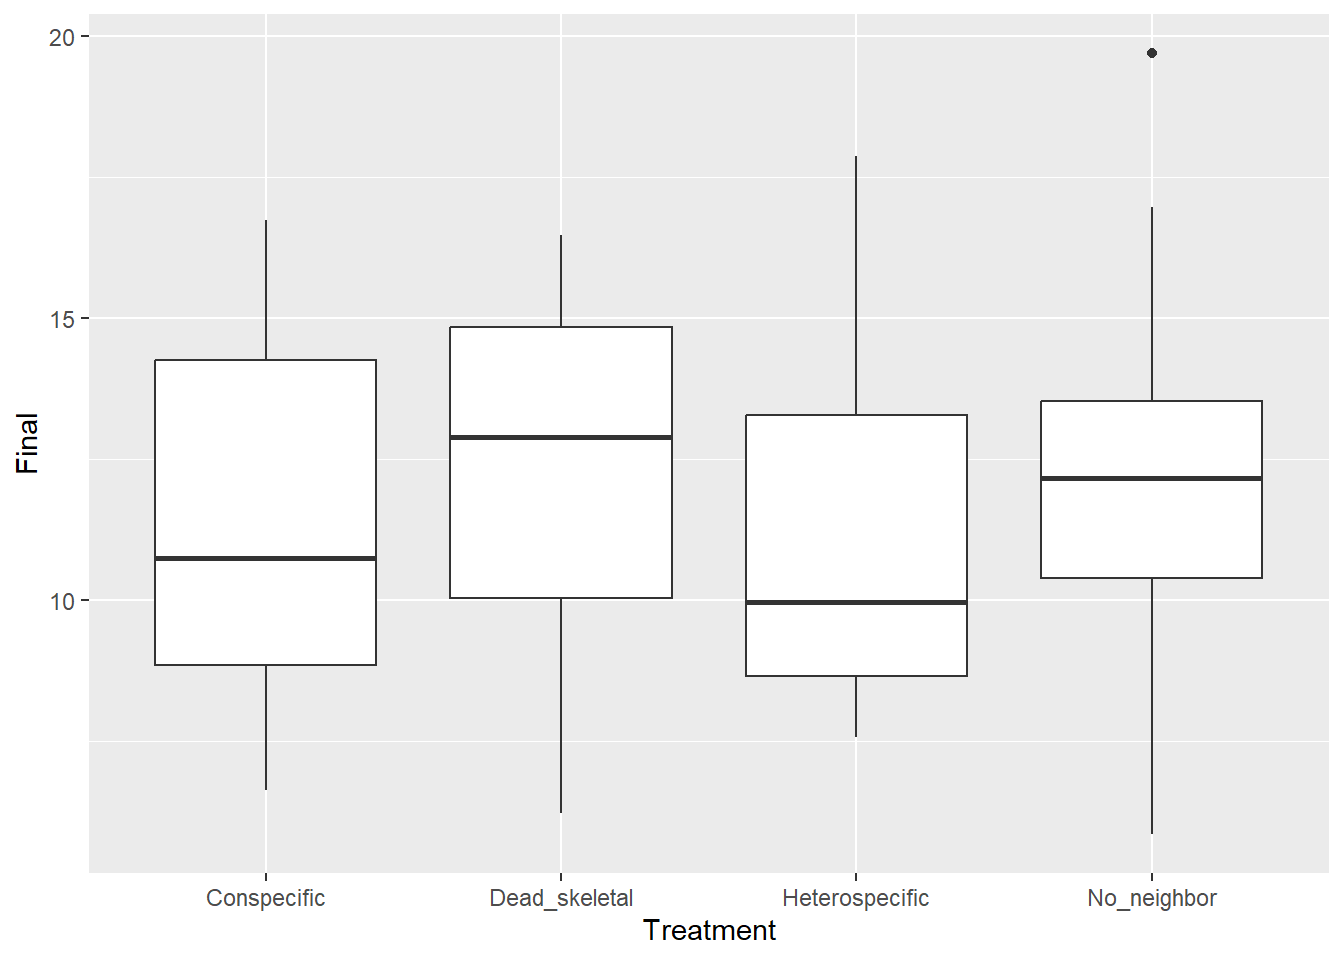 20
15
10
Final
Conspecific Dead_skeletal Heterospecific No_neighbor
Treatment